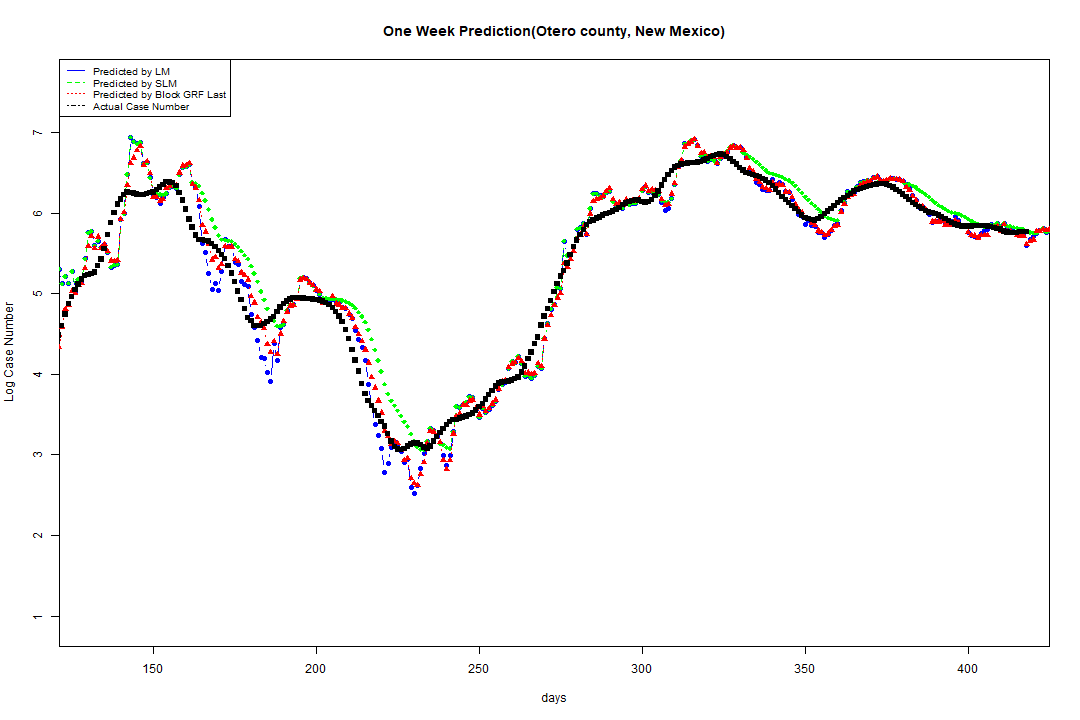 One Week Prediction(Otero county, New Mexico)
Predicted by LM
Predicted by SLM
Predicted by Block GRF Last
Actual Case Number
Log Case Number
7
6
5
4
3
2
1
150 200 250 300 350 400
days